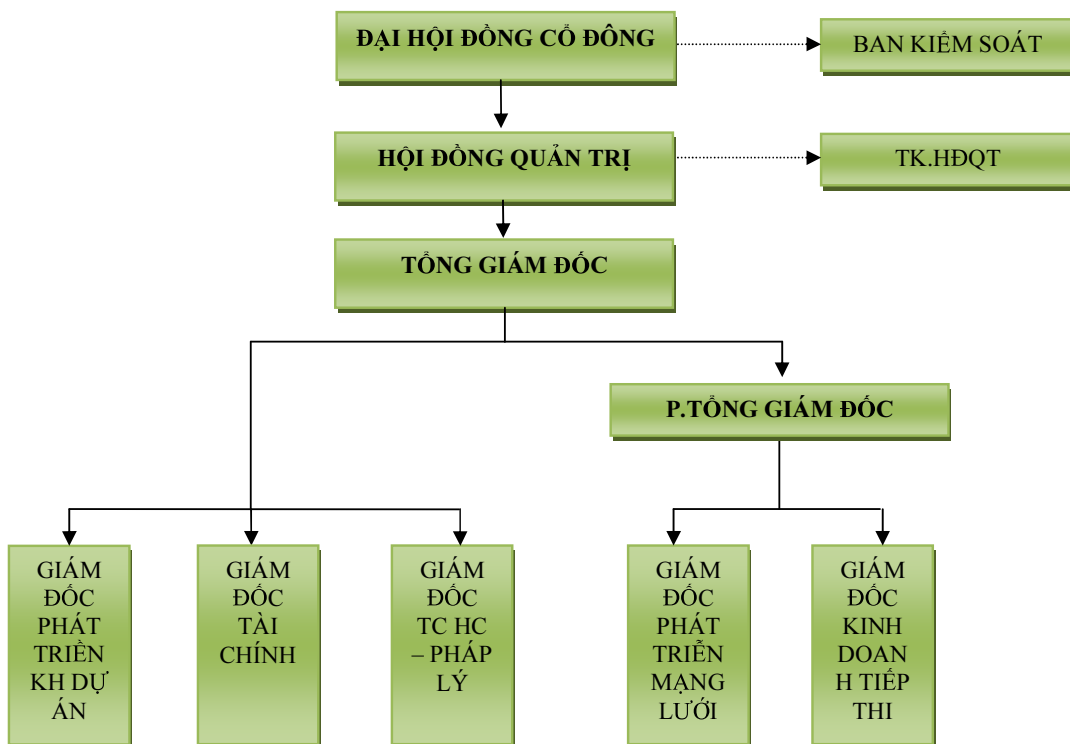 ĐẠI HỘI ĐỒNG CỔ ĐÔNG
BAN KIỂM SOÁT
HỘI ĐỒNG QUẢN TRỊ
TK.HĐQT
TỔNG GIÁM ĐỐC
P.TỔNG GIÁM ĐỐC
GIÁM
ĐỐC
PHÁT
TRIỀN
KH DỰ
ÁN
GIÁM
ĐỐC
TÀI
CHÍNH
GIÁM
ĐỐC
TC HC
– PHÁP
LÝ
GIÁM
ĐỐC
PHÁT
TRIỄN
MẠNG
LƯỚI
GIÁM
ĐỐC
KINH
DOAN
H TIẾP
THI